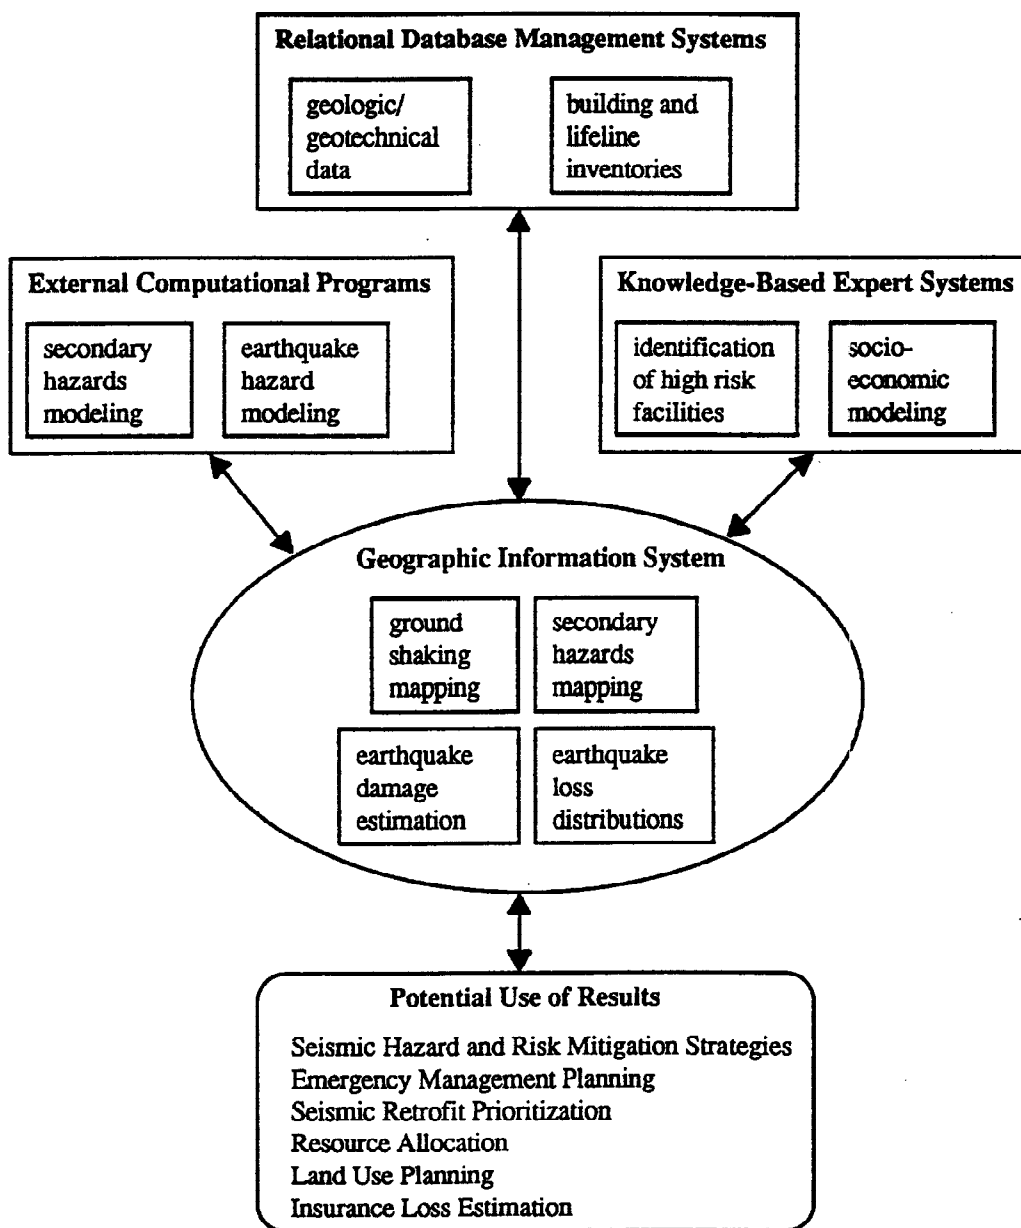 Relational Database Management Systems
geologic/
geotechnical
data
building and
lifeline
inventories
External Computational Programs
secondary
hazards
modeling
earthquake
hazard
modeling
Knowledge-Based Expert Systems
identification
of high risk
facilities
socio-
economic
modeling
Geographic Information System
ground
shaking
mapping
secondary
hazards
mapping
earthquake
damage
estimation
earthquake
loss
distributions
Potential Use of Results
Seismic Hazard and Risk Mitigation Strategies
Emergency Management Planning
Seismic Retrofit Prioritization
Resource Allocation
Land Use Planning
Insurance Loss Estimation